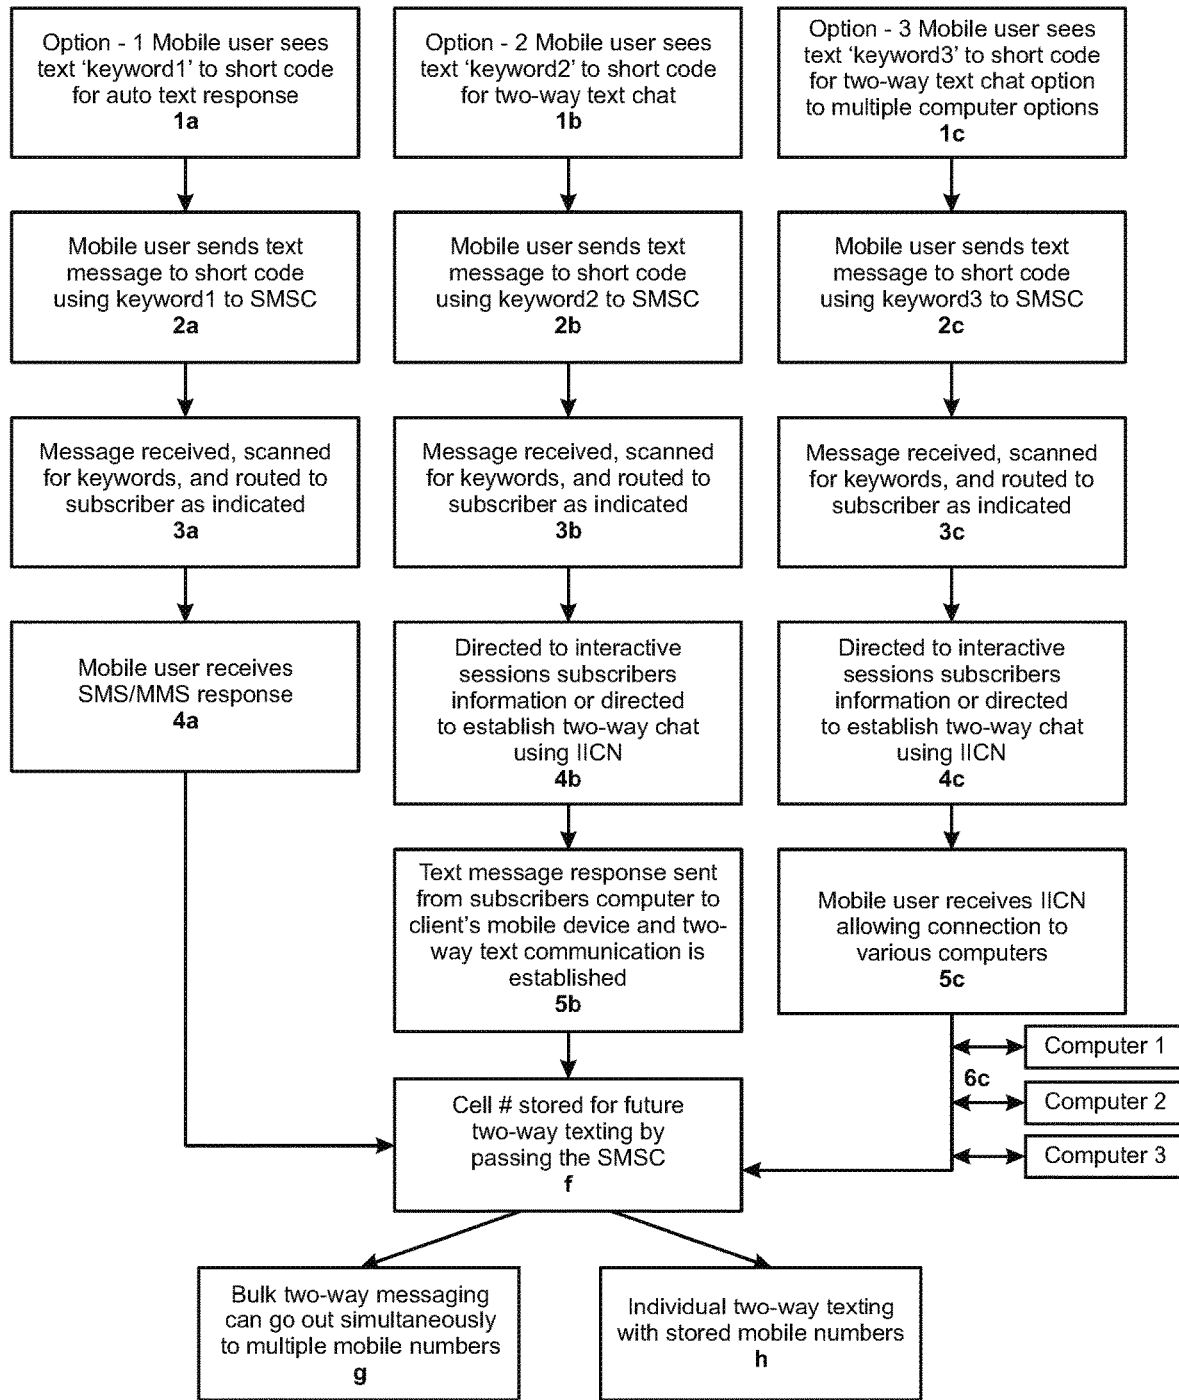 Option - 1 Mobile user sees
text ‘keyword1’ to short code
for auto text response
1a
Option - 2 Mobile user sees
text ‘keyword2’ to short code
for two-way text chat
1b
Option - 3 Mobile user sees
text ‘keyword3’ to short code
for two-way text chat option
to multiple computer options
1c
Mobile user sends text
message to short code
using keyword1 to SMSC
2a
Mobile user sends text
message to short code
using keyword2 to SMSC
2b
Mobile user sends text
message to short code
using keyword3 to SMSC
2c
Message received, scanned
for keywords, and routed to
subscriber as indicated
3a
Message received, scanned
for keywords, and routed to
subscriber as indicated
3b
Message received, scanned
for keywords, and routed to
subscriber as indicated
3c
Mobile user receives
SMS/MMS response
4a
Directed to interactive
sessions subscribers
information or directed
to establish two-way chat
using IICN
4b
Directed to interactive
sessions subscribers
information or directed
to establish two-way chat
using IICN
4c
Text message response sent
from subscribers computer to
client’s mobile device and two-
way text communication is
established
5b
Mobile user receives IICN
allowing connection to
various computers
5c
Computer 1
6c
Computer 2
Computer 3
Cell # stored for future
two-way texting by
passing the SMSC
f
Bulk two-way messaging
can go out simultaneously
to multiple mobile numbers
g
Individual two-way texting
with stored mobile numbers
h